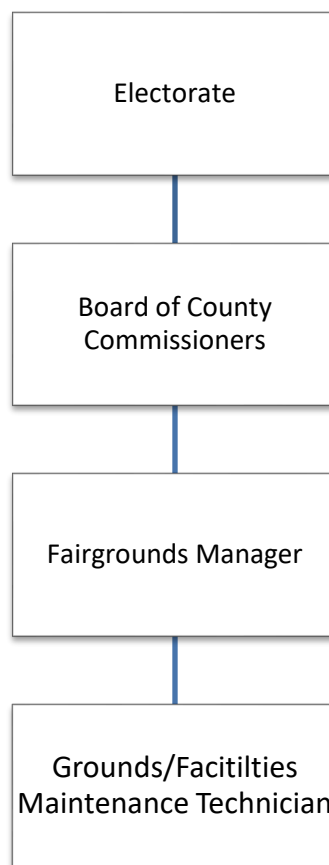 Electorate
Board of County
Commissioners
Fairgrounds Manager
Grounds/Facitilties
Maintenance Technician